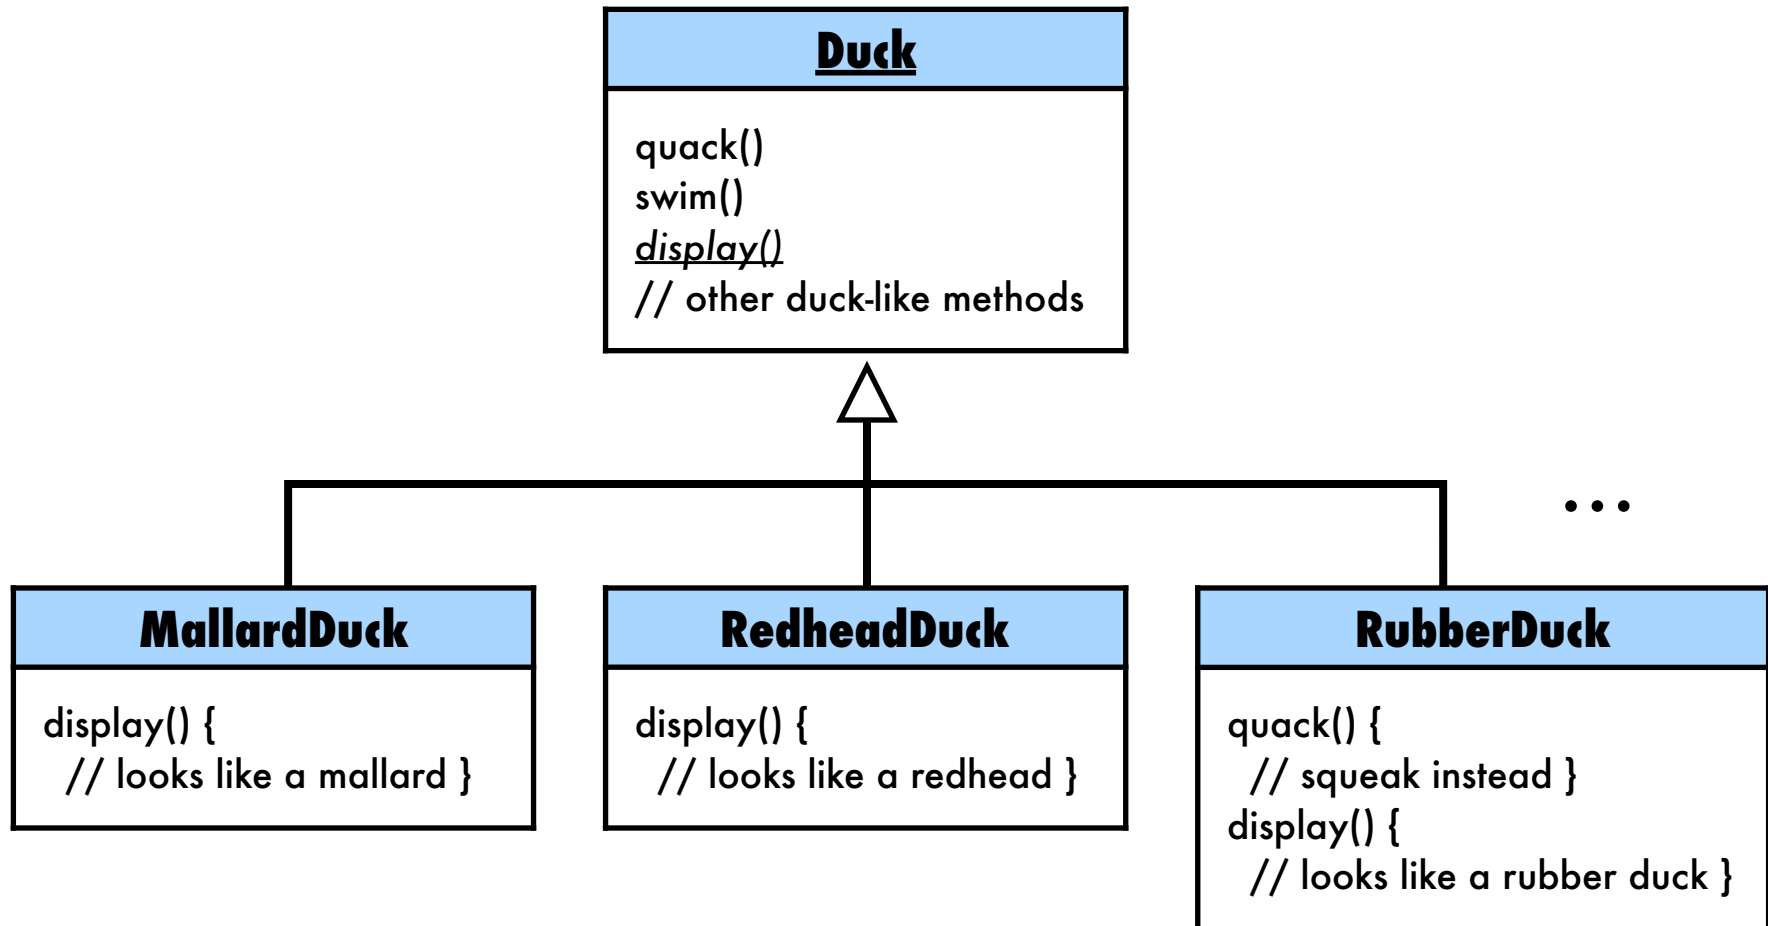 Duck
quack()
swim()
display()
// other duck-like methods
...
MallardDuck
display() {
// looks like a mallard }
RedheadDuck
display() {
// looks like a redhead }
RubberDuck
quack() {
// squeak instead }
display() {
// looks like a rubber duck }